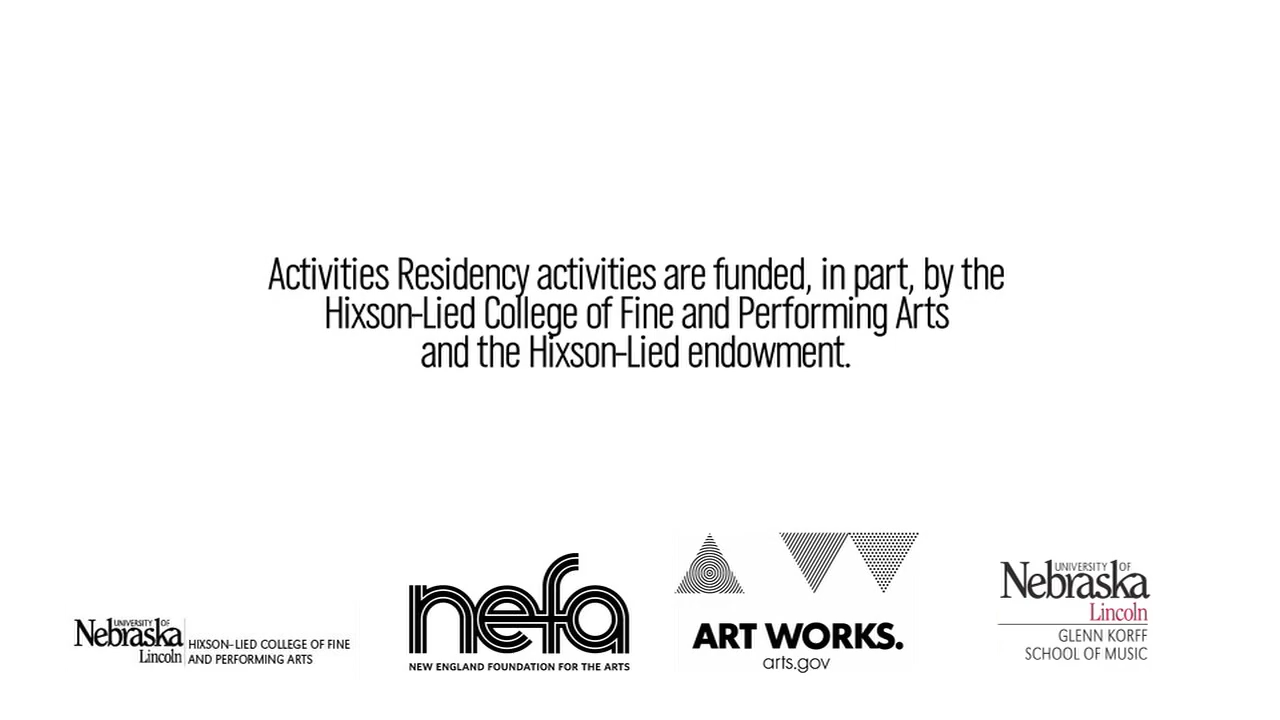 Activities Residency activities are funded, in part, by the
Hixson-Lied College of Fine and Performing Arts
and the Hixson-Lied endowment.
UNIVERSITY OF
Nebraska
Lincoln
HIXSON-LIED COLLEGE OF FINE
AND PERFORMING ARTS
nefa
NEW ENGLAND FOUNDATION FOR THE ARTS
ART WORKS.
arts.gov
UNIVERSITY OF
Nebraska
Lincoln
GLENN KORFF
SCHOOL OF MUSIC